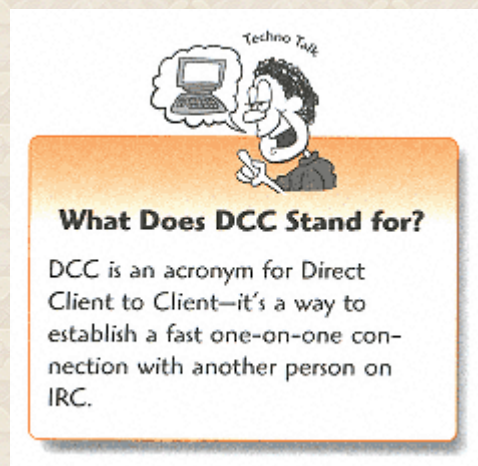 Techno Talk
What Does DCC Stand for?
DCC is an acronym for Direct
Client to Client—it's a way to
establish a fast one-on-one con-
nection with another person on
IRC.